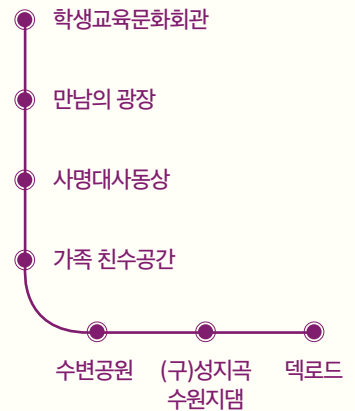 학생교육문화회관
만남의 광장
사명대사동상
가족 친수공간
수변공원
(구)성지곡
수원지댐
덱로드